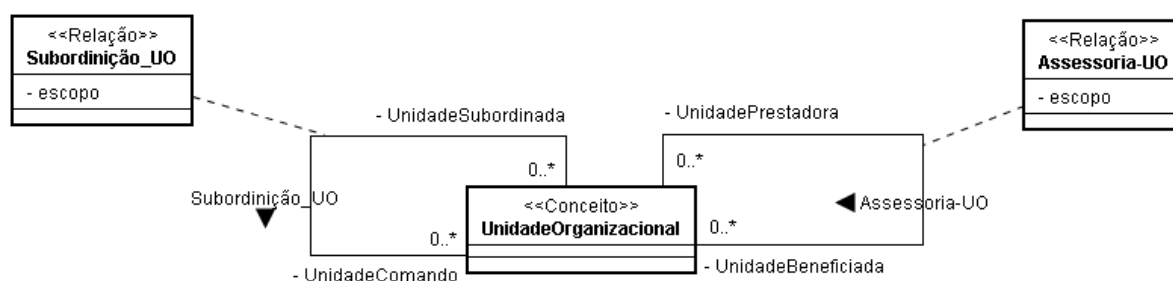 <<Relação>>
Subordinição_UO
- escopo
<<Relação>>
Assessoria-UO
- escopo
- UnidadeSubordinada
- UnidadePrestadora
0..*
0..*
Subordinição_UO
<<Conceito>>
UnidadeOrganizacional
Assessoria-UO
0..*
0..*
- UnidadeComando
- UnidadeBeneficiada